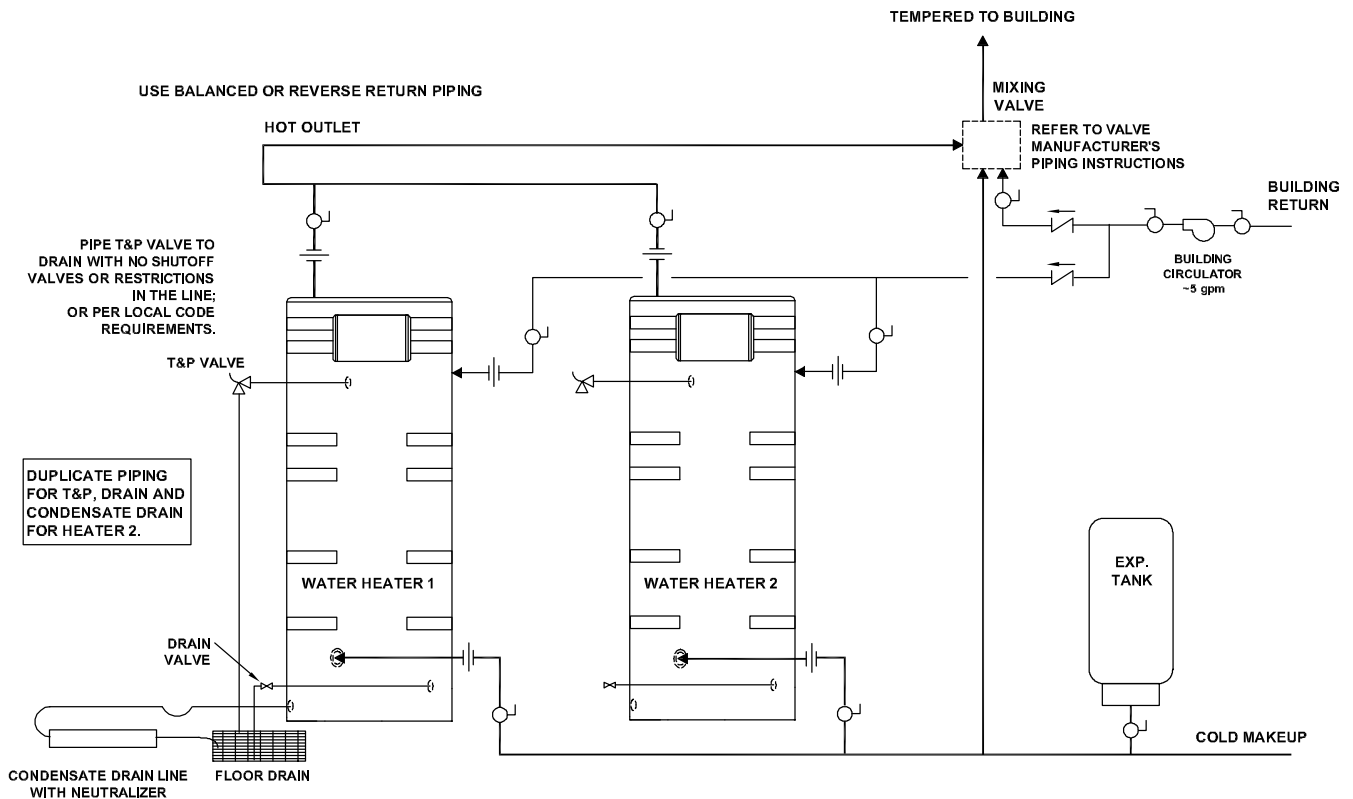 TEMPERED TO BUILDING
USE BALANCED OR REVERSE RETURN PIPING
HOT OUTLET
MIXING
VALVE
REFER TO VALVE
MANUFACTURER'S
PIPING INSTRUCTIONS
BUILDING
RETURN
BUILDING
CIRCULATOR
~5 gpm
PIPE T&P VALVE TO
DRAIN WITH NO SHUTOFF
VALVES OR RESTRICTIONS
IN THE LINE;
OR PER LOCAL CODE
REQUIREMENTS.
T&P VALVE
DUPLICATE PIPING
FOR T&P, DRAIN AND
CONDENSATE DRAIN
FOR HEATER 2.
WATER HEATER 1
WATER HEATER 2
EXP.
TANK
DRAIN
VALVE
COLD MAKEUP
CONDENSATE DRAIN LINE
WITH NEUTRALIZER
FLOOR DRAIN